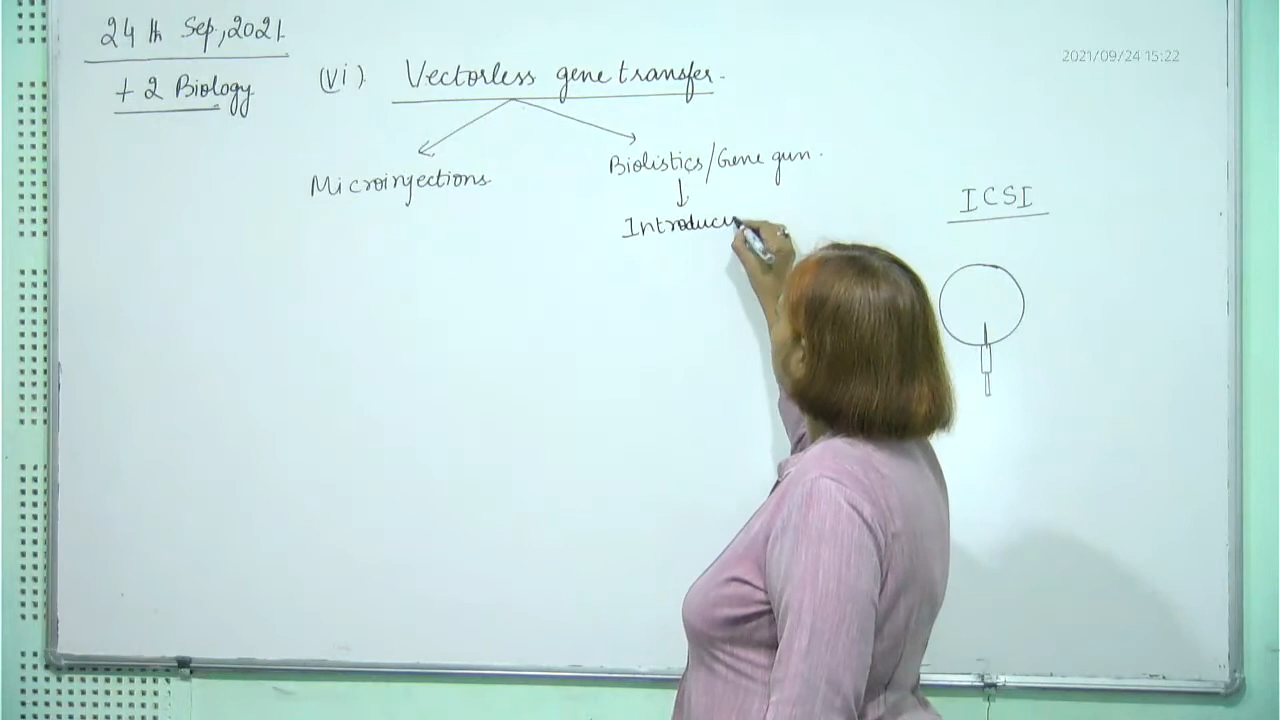 24th Sep, 2021.
+2 Biology
(vi). Vectorless gene transfer.
Microinjections.
Biolistics/Gene gun.
Introducin
ICSI
2021/09/24 15:22